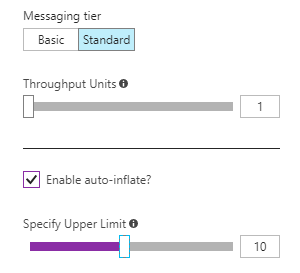 Messaging tier
Basic Standard
Throughput Units
1
Enable auto-inflate?
Specify Upper Limit
10